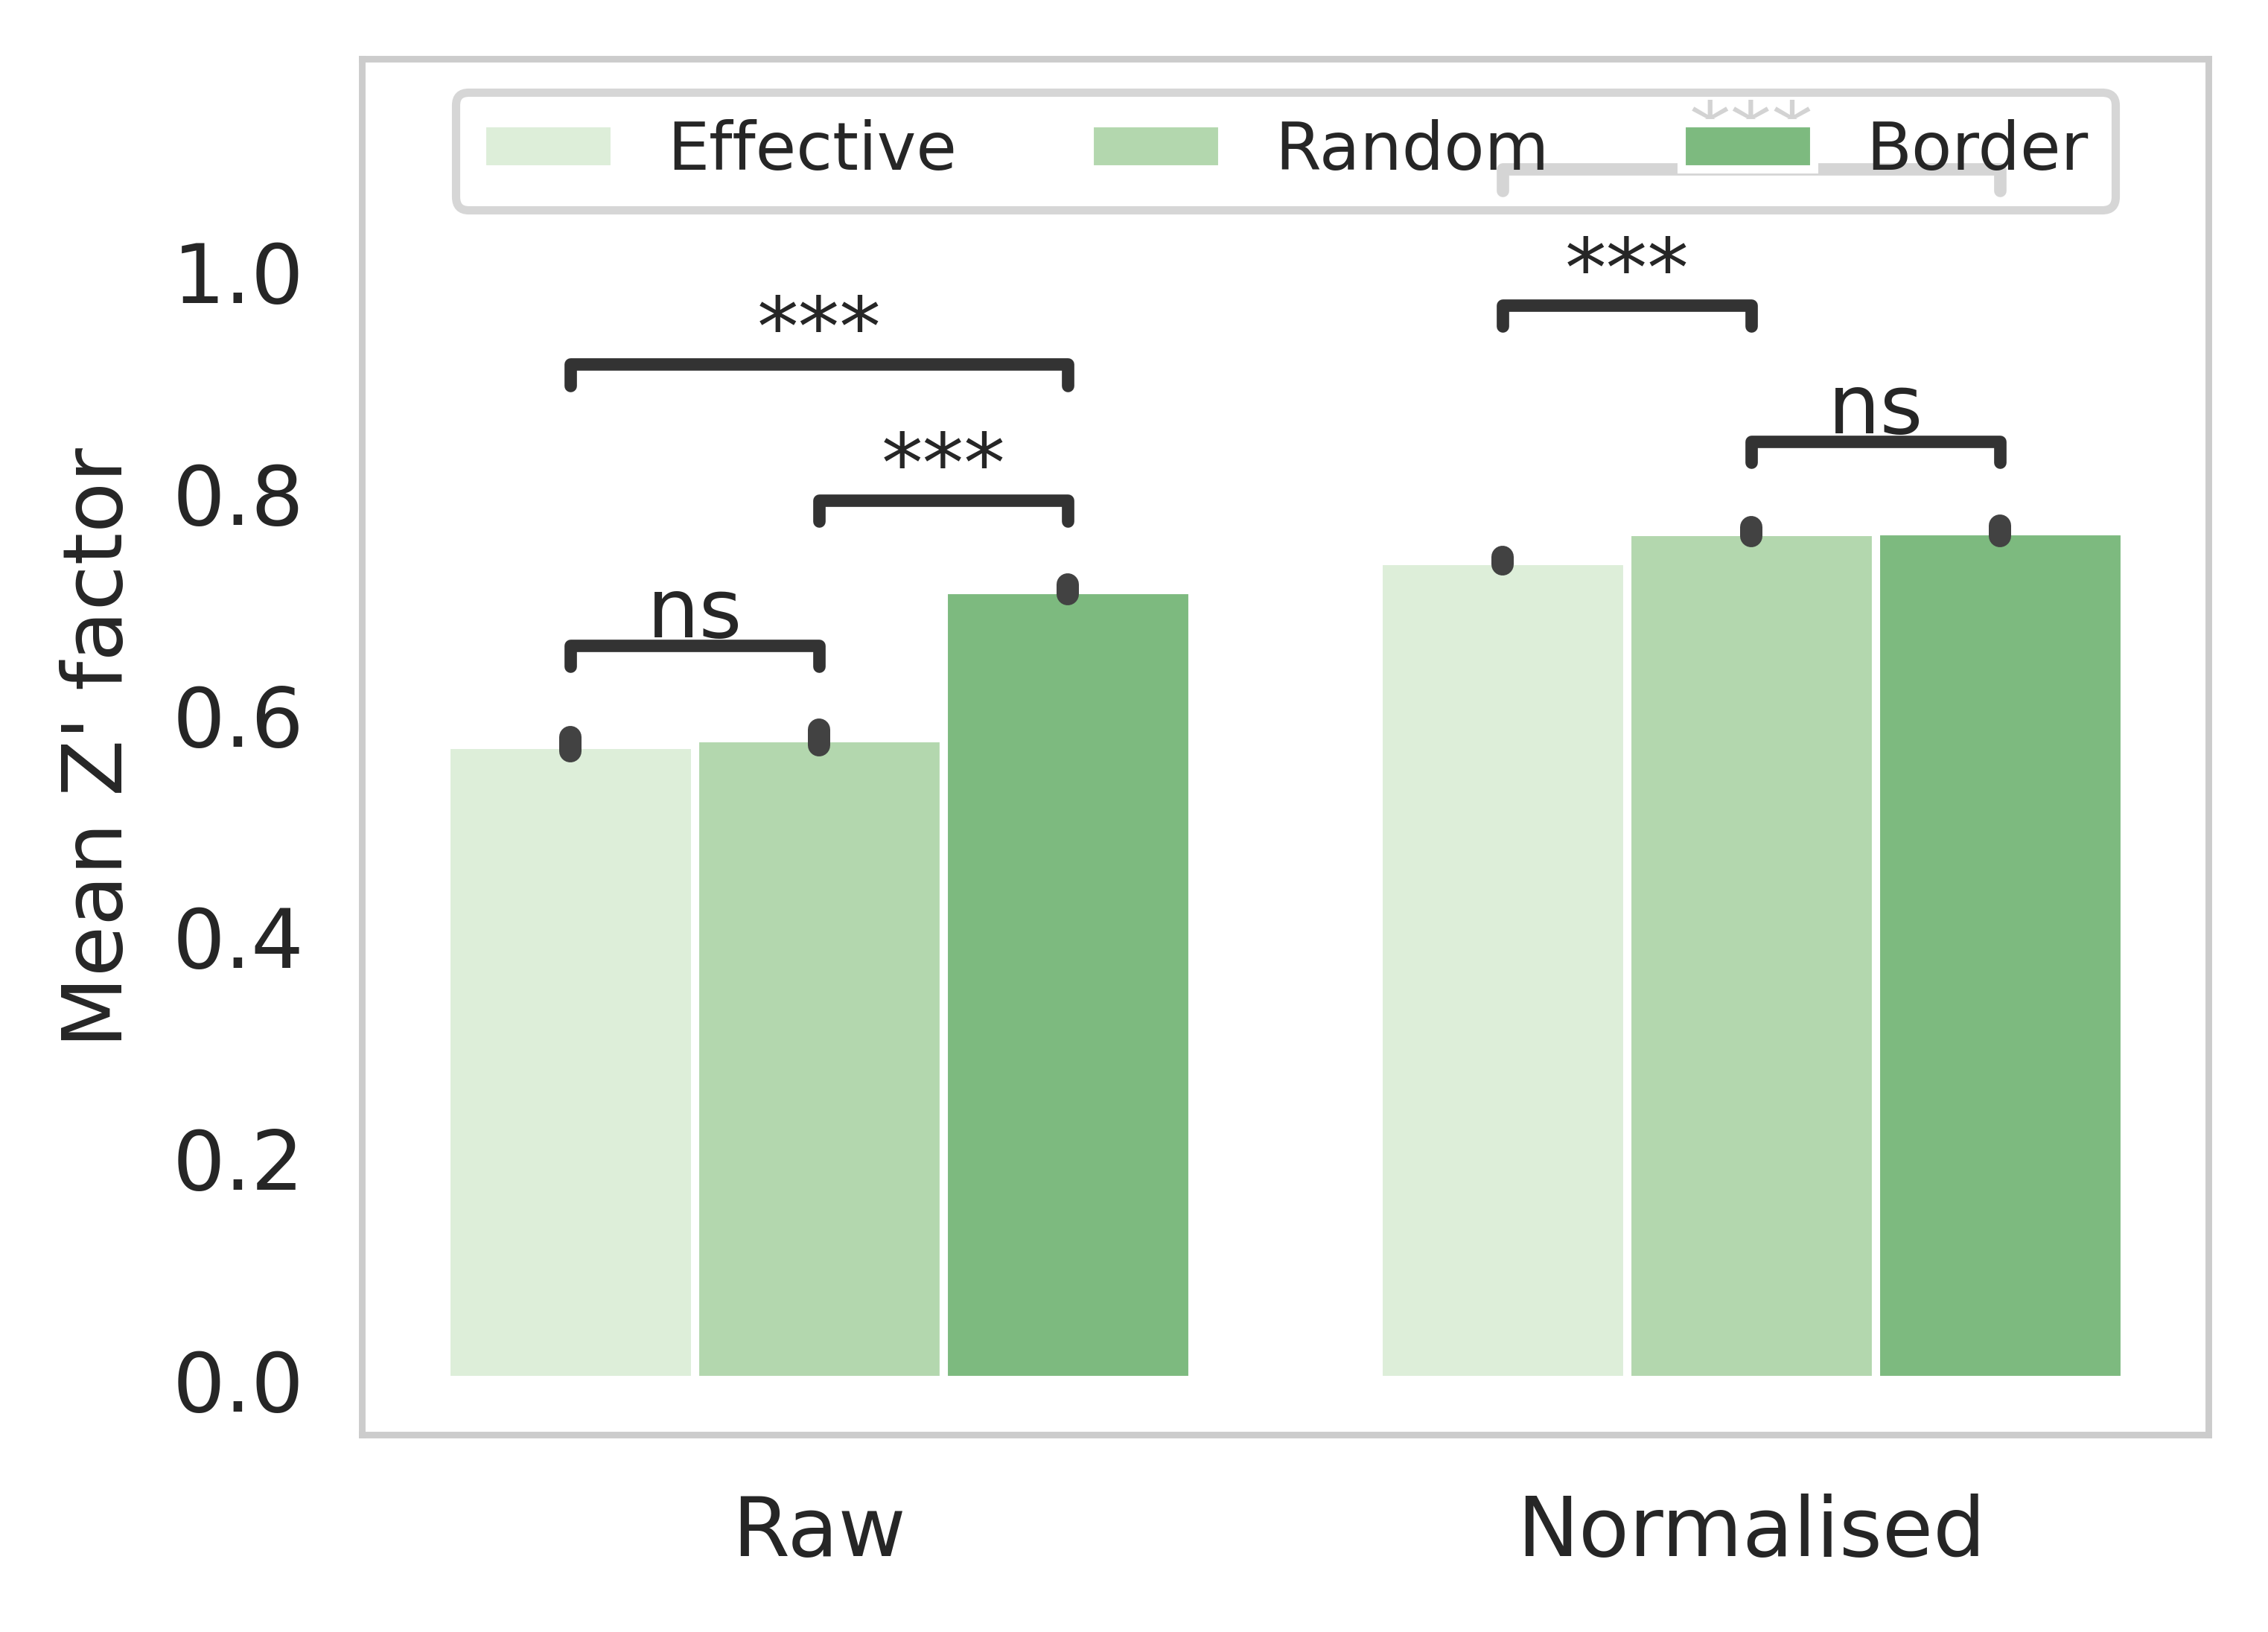 Effective Random *** Border
***
***
ns
***
ns
1.0
0.8
0.6
0.4
0.2
0.0
Mean Z' factor
Raw Normalised